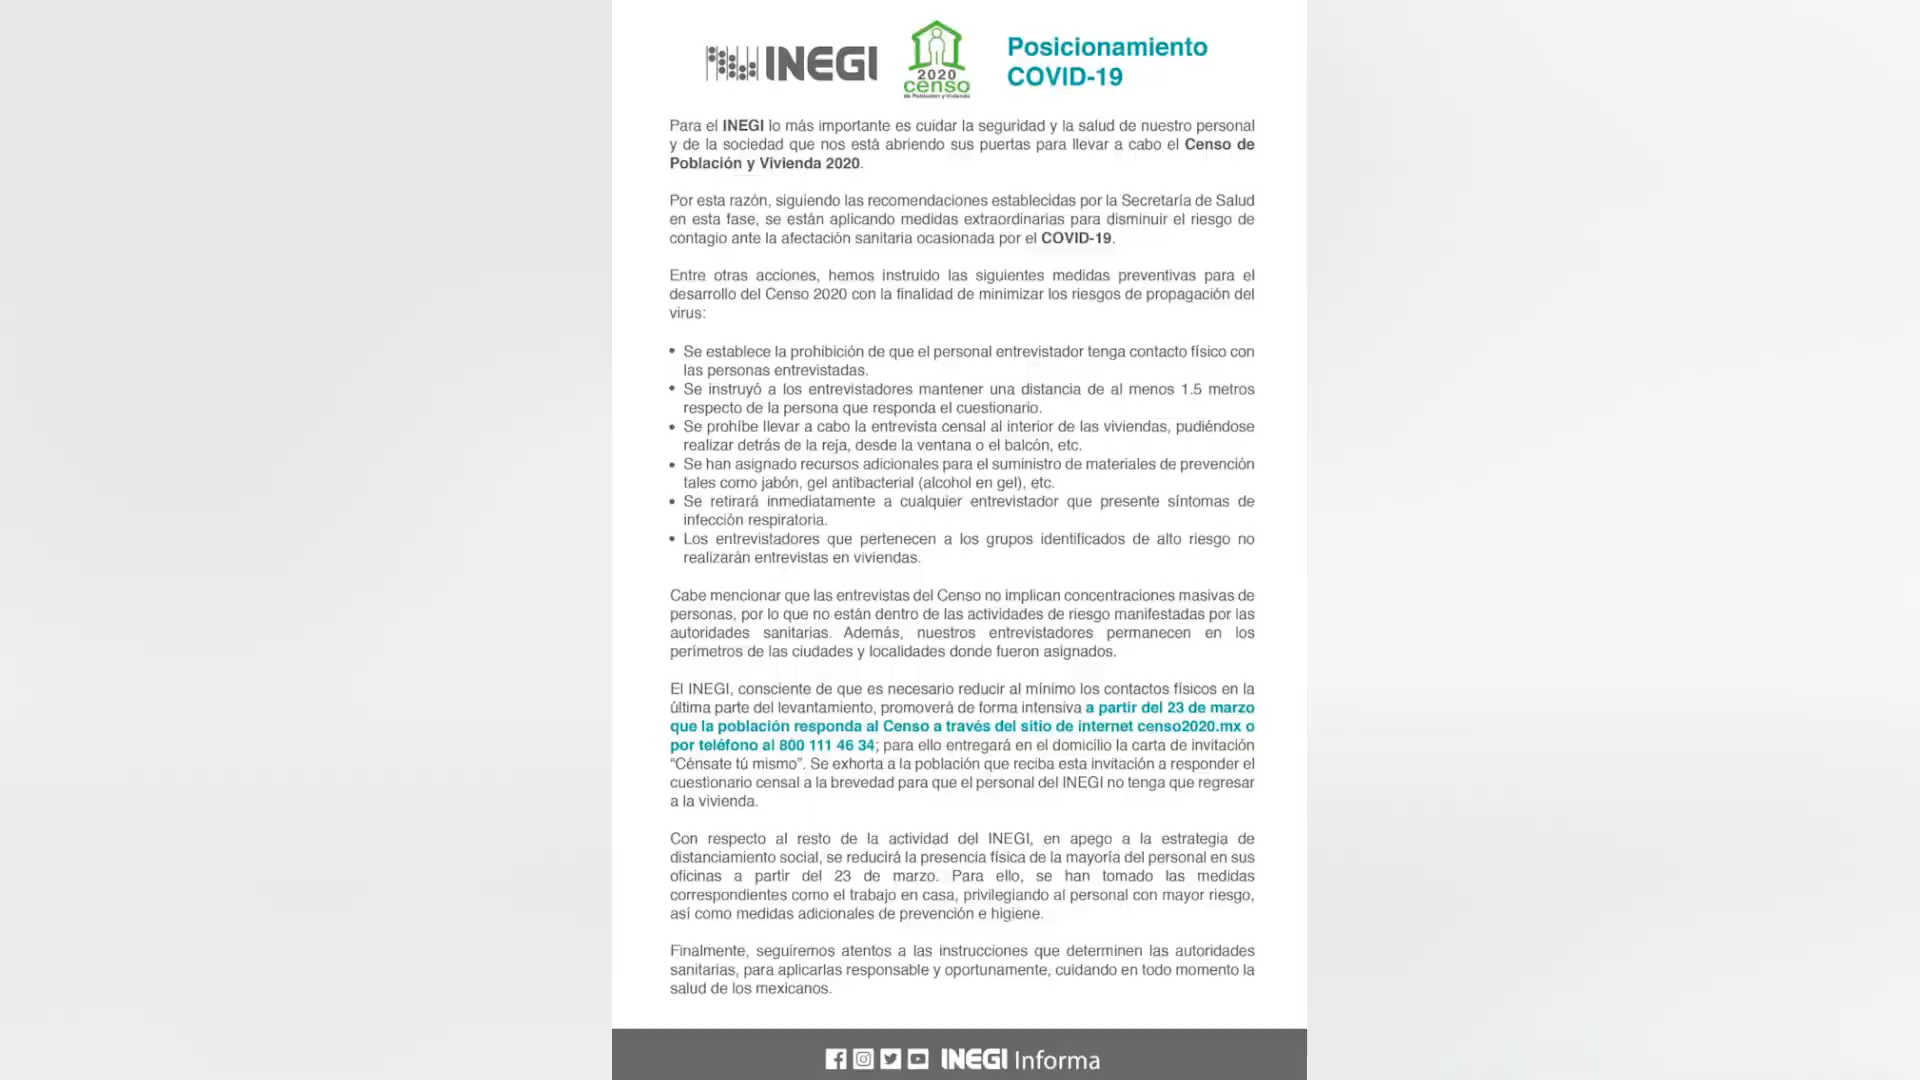 INEGI
2020
censo
de Población y Vivienda
Posicionamiento
COVID-19
Para el INEGI lo más importante es cuidar la seguridad y la salud de nuestro personal
y de la sociedad que nos está abriendo sus puertas para llevar a cabo el Censo de
Población y Vivienda 2020.
Por esta razón, siguiendo las recomendaciones establecidas por la Secretaría de Salud
en esta fase, se están aplicando medidas extraordinarias para disminuir el riesgo de
contagio ante la afectación sanitaria ocasionada por el COVID-19.
Entre otras acciones, hemos instruido las siguientes medidas preventivas para el
desarrollo del Censo 2020 con la finalidad de minimizar los riesgos de propagación del
virus:
• Se establece la prohibición de que el personal entrevistador tenga contacto físico con
las personas entrevistadas.
• Se instruyó a los entrevistadores mantener una distancia de al menos 1.5 metros
respecto de la persona que responda el cuestionario.
• Se prohíbe llevar a cabo la entrevista censal al interior de las viviendas, pudiéndose
realizar detrás de la reja, desde la ventana o el balcón, etc.
• Se han asignado recursos adicionales para el suministro de materiales de prevención
tales como jabón, gel antibacterial (alcohol en gel), etc.
• Se retirará inmediatamente a cualquier entrevistador que presente síntomas de
infección respiratoria.
• Los entrevistadores que pertenecen a los grupos identificados de alto riesgo no
realizarán entrevistas en viviendas.
Cabe mencionar que las entrevistas del Censo no implican concentraciones masivas de
personas, por lo que no están dentro de las actividades de riesgo manifestadas por las
autoridades sanitarias. Además, nuestros entrevistadores permanecen en los
perímetros de las ciudades y localidades donde fueron asignados.
El INEGI, consciente de que es necesario reducir al mínimo los contactos físicos en la
última parte del levantamiento, promoverá de forma intensiva a partir del 23 de marzo
que la población responda al Censo a través del sitio de internet censo2020.mx o
por teléfono al 800 111 46 34; para ello entregará en el domicilio la carta de invitación
“Cénsate tú mismo”. Se exhorta a la población que reciba esta invitación a responder el
cuestionario censal a la brevedad para que el personal del INEGI no tenga que regresar
a la vivienda.
Con respecto al resto de la actividad del INEGI, en apego a la estrategia de
distanciamiento social, se reducirá la presencia física de la mayoría del personal en sus
oficinas a partir del 23 de marzo. Para ello, se han tomado las medidas
correspondientes como el trabajo en casa, privilegiando al personal con mayor riesgo,
así como medidas adicionales de prevención e higiene.
Finalmente, seguiremos atentos a las instrucciones que determinen las autoridades
sanitarias, para aplicarlas responsable y oportunamente, cuidando en todo momento la
salud de los mexicanos.
INEGI Informa